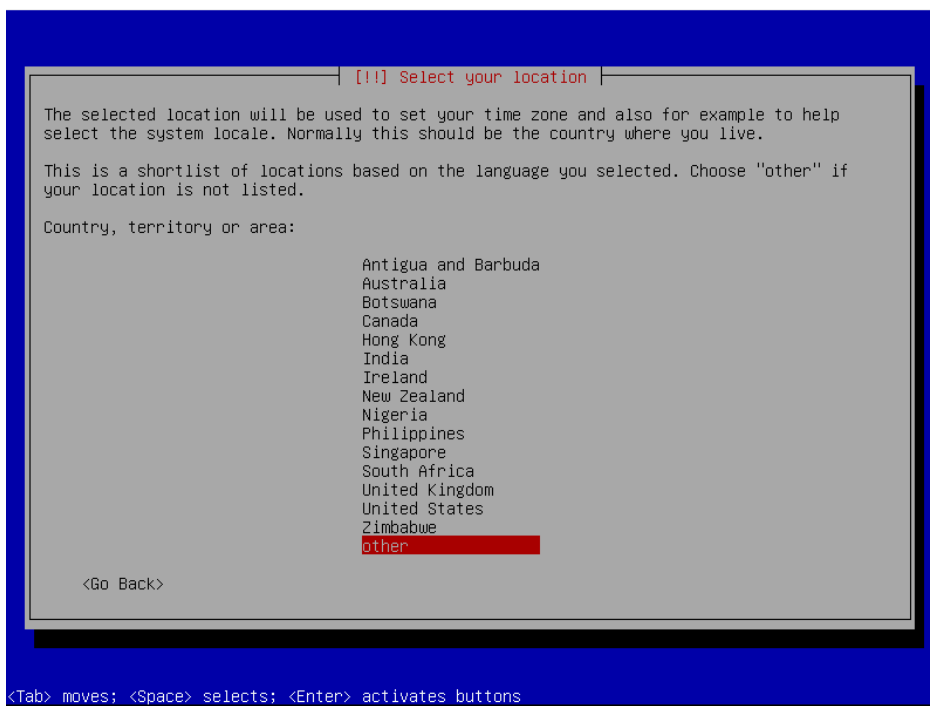 [!!] Select your location
The selected location will be used to set your time zone and also for example to help
select the system locale. Normally this should be the country where you live.
This is a shortlist of locations based on the language you selected. Choose "other" if
your location is not listed.
Country, territory or area:
Antigua and Barbuda
Australia
Botswana
Canada
Hong Kong
India
Ireland
New Zealand
Nigeria
Philippines
Singapore
South Africa
United Kingdom
United States
Zimbabwe
other
<Go Back>
<Tab> moves; <Space> selects; <Enter> activates buttons